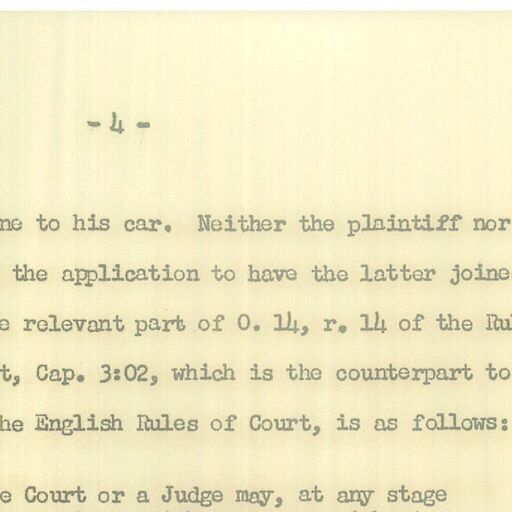 - 4 -
ne to his car. Neither the plaintiff nor
the application to have the latter joine
e relevant part of O. 14, r. 14 of the Rul
t, Cap. 3:02, which is the counterpart to
he English Rules of Court, is as follows:
e Court or a Judge may, at any stage